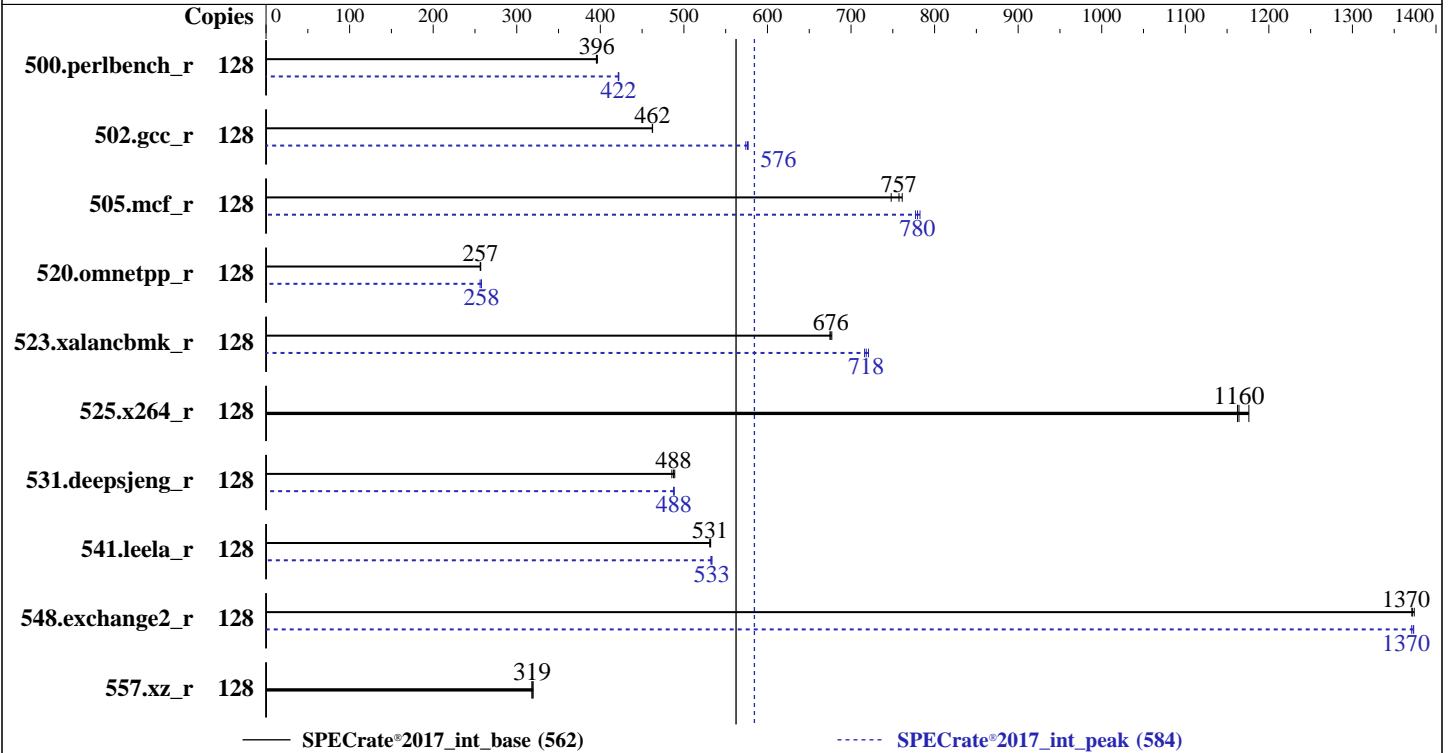 Copies 0 100 200 300 400 500 600 700 800 900 1000 1100 1200 1300 1400
500.perlbench_r 128 396
422
502.gcc_r 128 462
576
505.mcf_r 128 757
780
520.omnetpp_r 128 257
258
523.xalancbmk_r 128 676
718
525.x264_r 128 1160
531.deepsjeng_r 128 488
488
541.leela_r 128 531
533
548.exchange2_r 128 1370
1370
557.xz_r 128 319
SPECrate®2017_int_base (562) SPECrate®2017_int_peak (584)